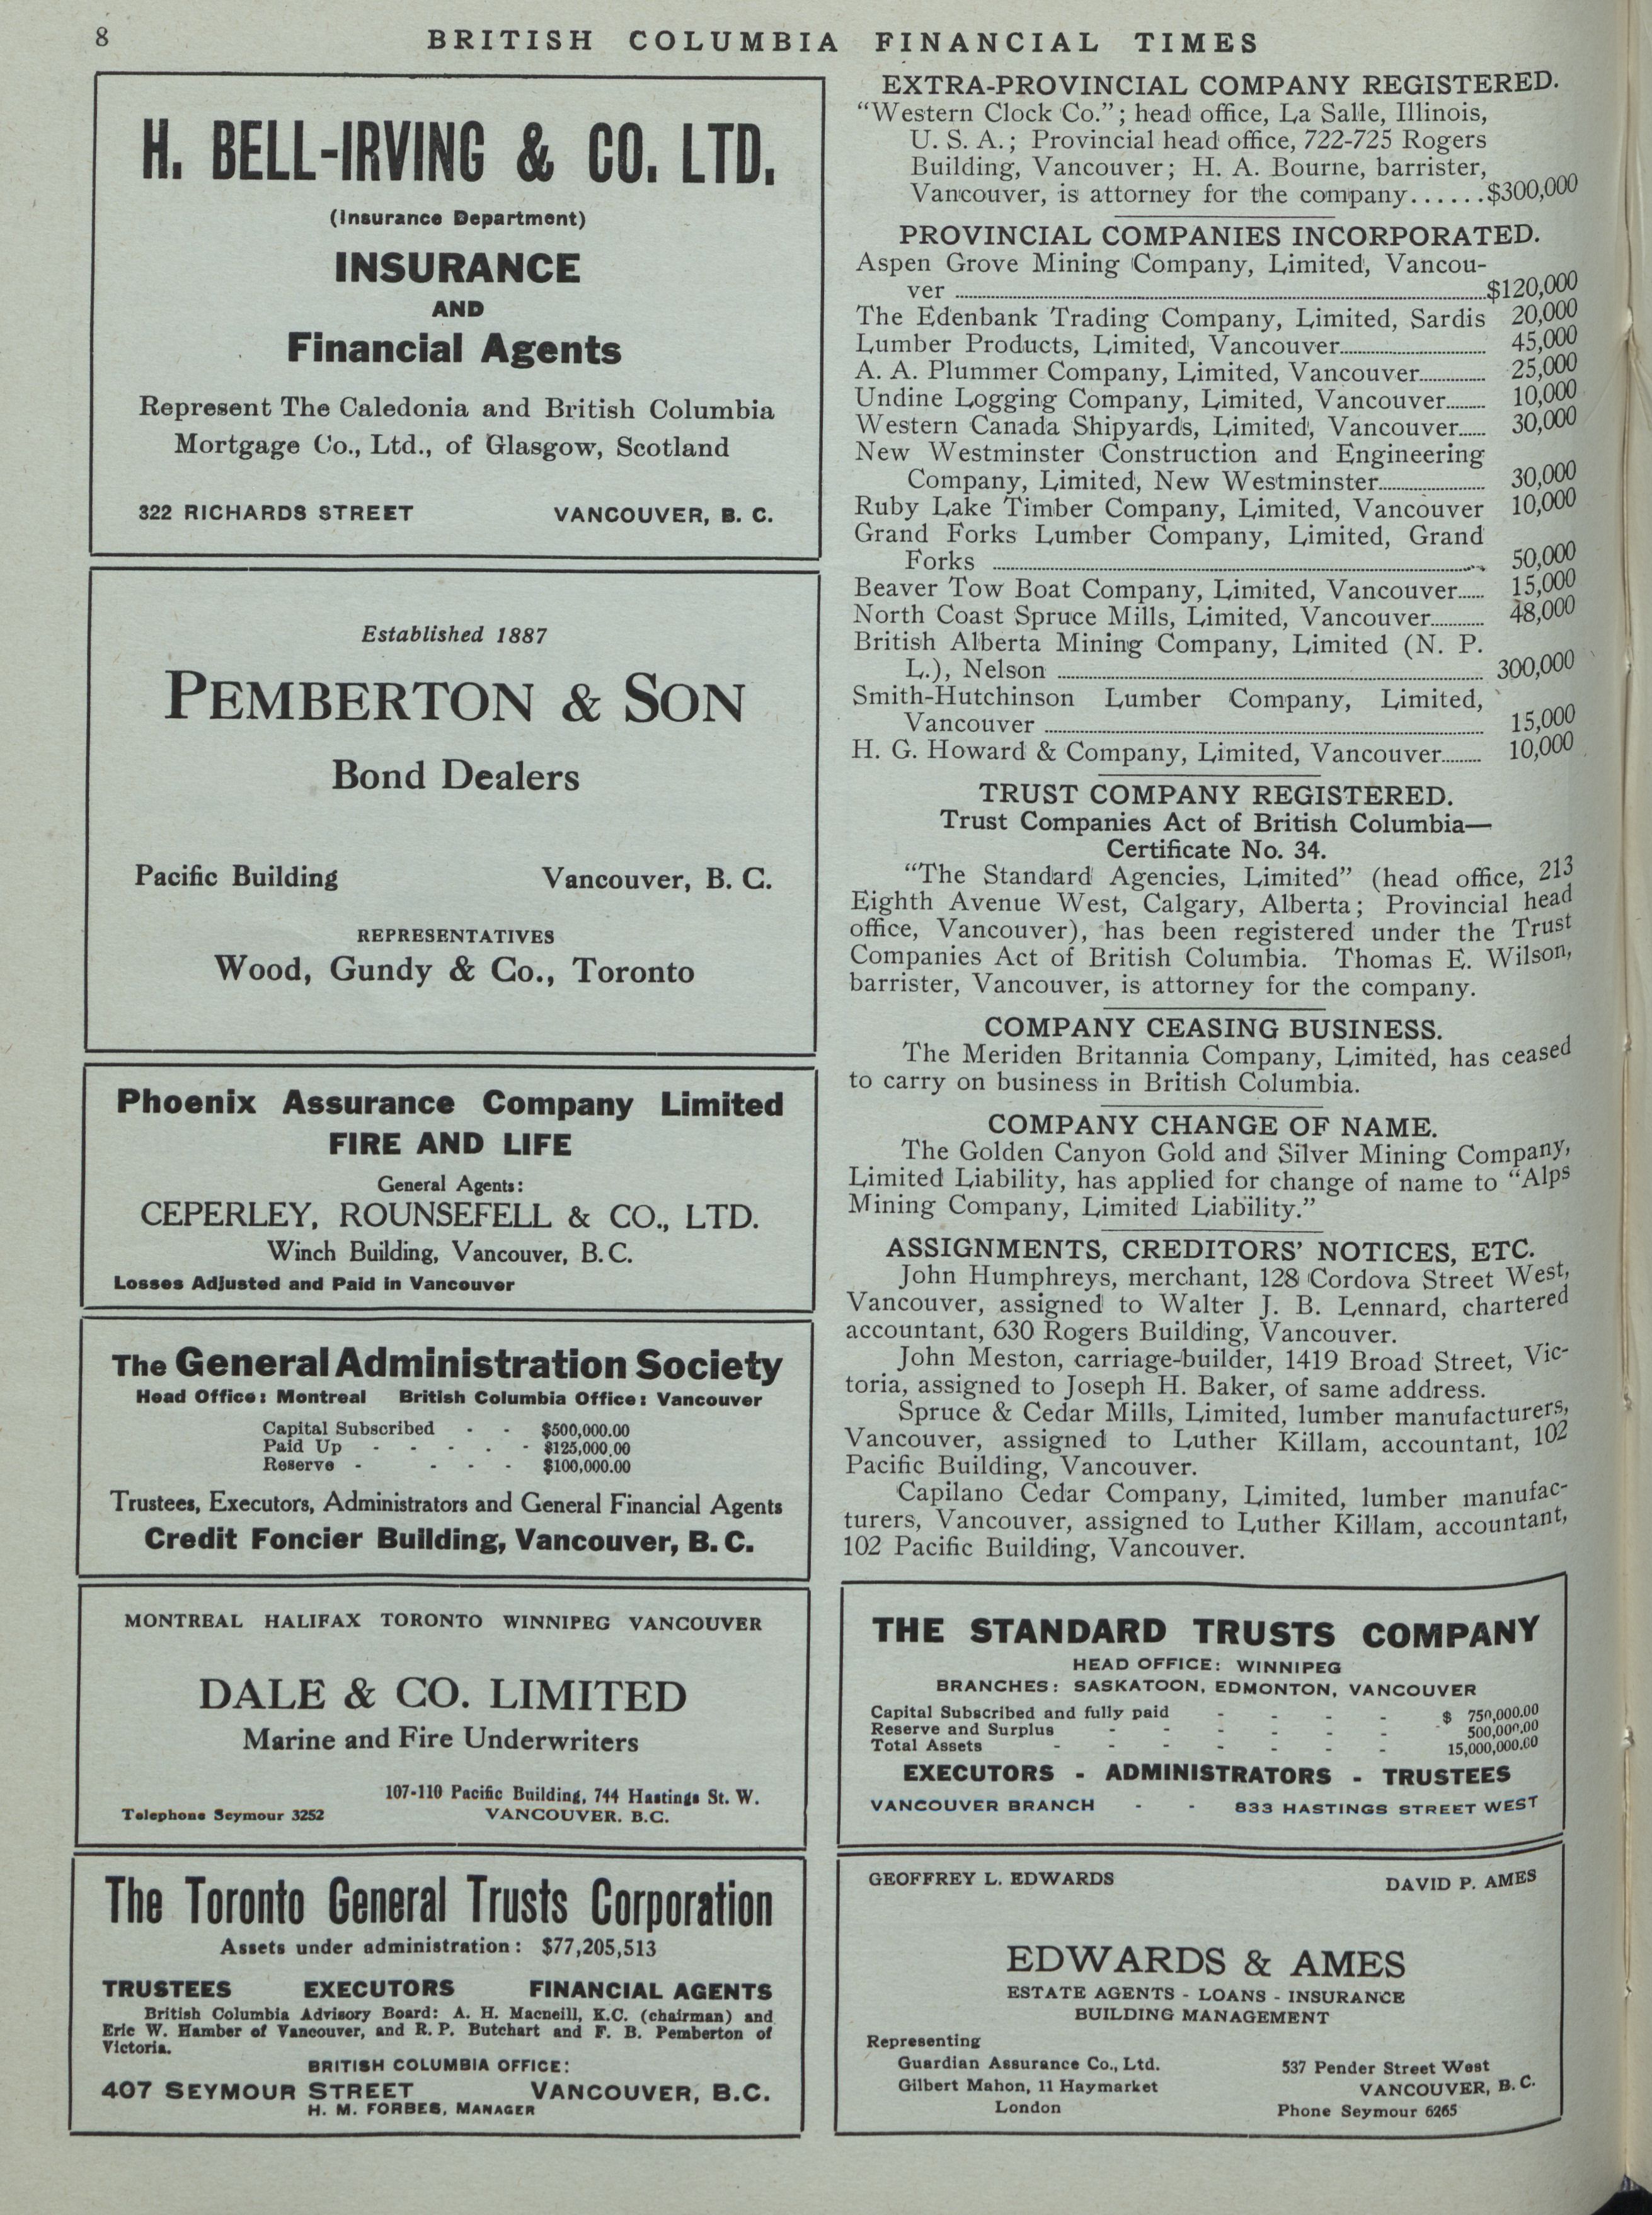 8
BRITISH COLUMBIA FINANCIAL TIMES
H. BELL-IRVING & CO. LTD.
(Insurance Department)
INSURANCE
AND
Financial Agents
Represent The Caledonia and British Columbia
Mortgage Co., Ltd., of Glasgow, Scotland
322 RICHARDS STREET VANCOUVER, B. C.
Established 1887
PEMBERTON & SON
Bond Dealers
Pacific Building Vancouver, B. C.
REPRESENTATIVES
Wood, Gundy & Co., Toronto
Phoenix Assurance Company Limited
FIRE AND LIFE
General Agents:
CEPERLEY, ROUNSEFELL & CO., LTD.
Winch Building, Vancouver, B.C.
Losses Adjusted and Paid in Vancouver
The General Administration Society
Head Office: Montreal British Columbia Office: Vancouver
Capital Subscribed - - $500,000.00
Paid Up - - - - - $125,000.00
Reserve - - - - $100,000.00
Trustees, Executors, Administrators and General Financial Agents
Credit Foncier Building, Vancouver, B. C.
MONTREAL HALIFAX TORONTO WINNIPEG VANCOUVER
DALE & CO. LIMITED
Marine and Fire Underwriters
107-110 Pacific Building, 744 Hastings St. W.
Telephone Seymour 3252 VANCOUVER. B.C.
The Toronto General Trusts Corporation
Assets under administration: $77,205,513
TRUSTEES EXECUTORS FINANCIAL AGENTS
British Columbia Advisory Board: A. H. Macneill, K.C. (chairman) and
Eric W. Hamber of Vancouver, and R. P. Butchart and F. B. Pemberton of
Victoria.
BRITISH COLUMBIA OFFICE:
407 SEYMOUR STREET VANCOUVER, B.C.
H. M. FORBES, MANAGER
EXTRA-PROVINCIAL COMPANY REGISTERED.
"Western Clock Co."; head office, La Salle, Illinois,
U. S. A.; Provincial head office, 722-725 Rogers
Building, Vancouver; H. A. Bourne, barrister,
Vancouver, is attorney for the company......$300,000
PROVINCIAL COMPANIES INCORPORATED.
Aspen Grove Mining Company, Limited, Vancou-
ver ........ $120,000
The Edenbank Trading Company, Limited, Sardis 20,000
Lumber Products, Limited, Vancouver........ 45,000
A. A. Plummer Company, Limited, Vancouver........ 25,000
Undine Logging Company, Limited, Vancouver........ 10,000
Western Canada Shipyards, Limited, Vancouver...... 30,000
New Westminster Construction and Engineering
Company, Limited, New Westminster........ 30,000
Ruby Lake Timber Company, Limited, Vancouver 10,000
Grand Forks Lumber Company, Limited, Grand
Forks ........ 50,000
Beaver Tow Boat Company, Limited, Vancouver...... 15,000
North Coast Spruce Mills, Limited, Vancouver........ 48,000
British Alberta Mining Company, Limited (N. P.
L.), Nelson ........ 300,000
Smith-Hutchinson Lumber Company, Limited,
Vancouver ........ 15,000
H. G. Howard & Company, Limited, Vancouver........ 10,000
TRUST COMPANY REGISTERED.
Trust Companies Act of British Columbia—
Certificate No. 34.
"The Standard Agencies, Limited" (head office, 213
Eighth Avenue West, Calgary, Alberta; Provincial head
office, Vancouver), has been registered under the Trust
Companies Act of British Columbia. Thomas E. Wilson,
barrister, Vancouver, is attorney for the company.
COMPANY CEASING BUSINESS.
The Meriden Britannia Company, Limited, has ceased
to carry on business in British Columbia.
COMPANY CHANGE OF NAME.
The Golden Canyon Gold and Silver Mining Company,
Limited Liability, has applied for change of name to "Alps
Mining Company, Limited Liability."
ASSIGNMENTS, CREDITORS' NOTICES, ETC.
John Humphreys, merchant, 128 Cordova Street West,
Vancouver, assigned to Walter J. B. Lennard, chartered
accountant, 630 Rogers Building, Vancouver.
John Meston, carriage-builder, 1419 Broad Street, Vic-
toria, assigned to Joseph H. Baker, of same address.
Spruce & Cedar Mills, Limited, lumber manufacturers,
Vancouver, assigned to Luther Killam, accountant, 102
Pacific Building, Vancouver.
Capilano Cedar Company, Limited, lumber manufac-
turers, Vancouver, assigned to Luther Killam, accountant,
102 Pacific Building, Vancouver.
THE STANDARD TRUSTS COMPANY
HEAD OFFICE: WINNIPEG
BRANCHES: SASKATOON, EDMONTON, VANCOUVER
Capital Subscribed and fully paid - - - - $ 750,000.00
Reserve and Surplus - - - - - - 500,000.00
Total Assets - - - - - - - 15,000,000.00
EXECUTORS - ADMINISTRATORS - TRUSTEES
VANCOUVER BRANCH - - 833 HASTINGS STREET WEST
GEOFFREY L. EDWARDS DAVID P. AMES
EDWARDS & AMES
ESTATE AGENTS - LOANS - INSURANCE
BUILDING MANAGEMENT
Representing
Guardian Assurance Co., Ltd. 537 Pender Street West
Gilbert Mahon, 11 Haymarket VANCOUVER, B. C.
London Phone Seymour 6265